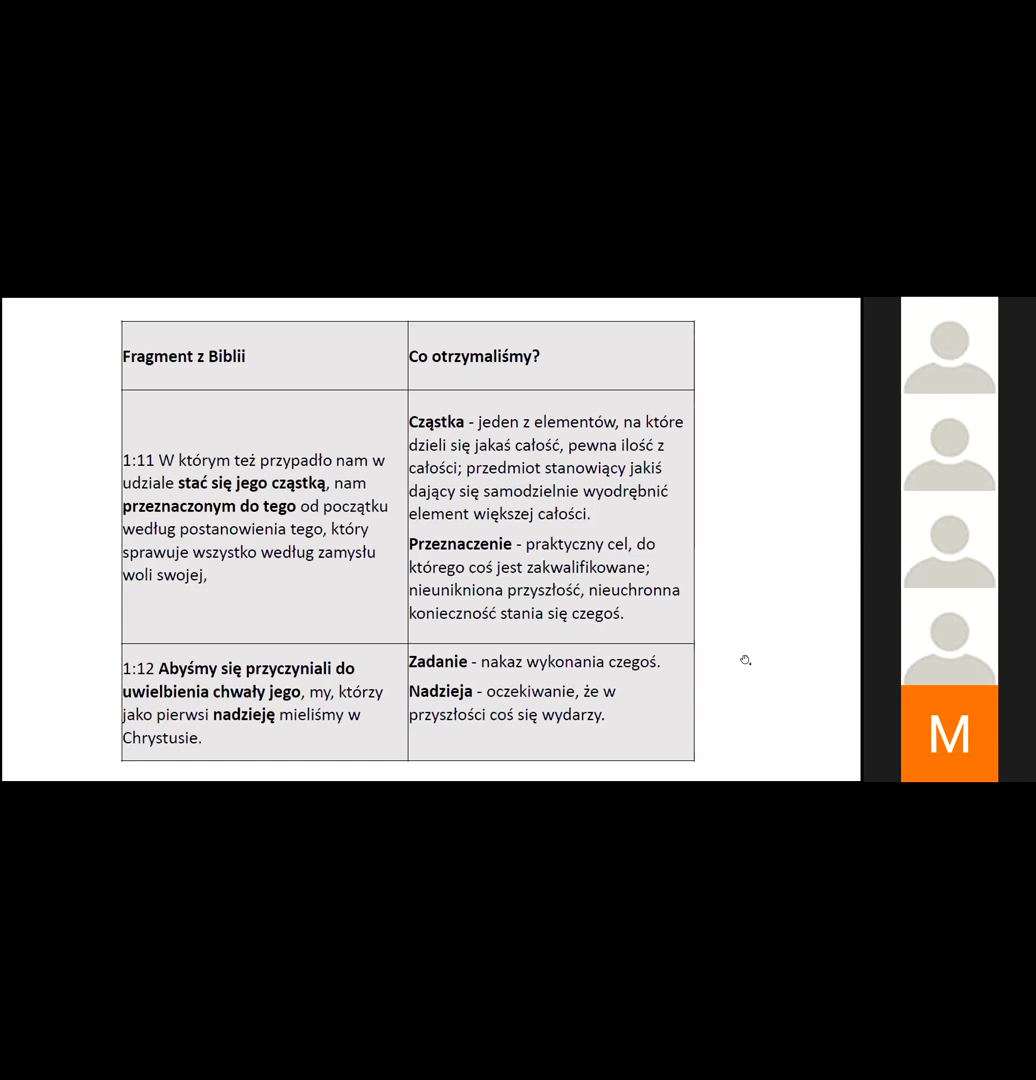 Fragment z Biblii
Co otrzymaliśmy?
1:11 W którym też przypadło nam w
udziale stać się jego cząstką, nam
przeznaczonym do tego od początku
według postanowienia tego, który
sprawuje wszystko według zamysłu
woli swojej,
Cząstka - jeden z elementów, na które
dzieli się jakaś całość, pewna ilość z
całości; przedmiot stanowiący jakiś
dający się samodzielnie wyodrębnić
element większej całości.
Przeznaczenie - praktyczny cel, do
którego coś jest zakwalifikowane;
nieunikniona przyszłość, nieuchronna
konieczność stania się czegoś.
1:12 Abyśmy się przyczyniali do
uwielbienia chwały jego, my, którzy
jako pierwsi nadzieję mieliśmy w
Chrystusie.
Zadanie - nakaz wykonania czegoś.
Nadzieja - oczekiwanie, że w
przyszłości coś się wydarzy.
M